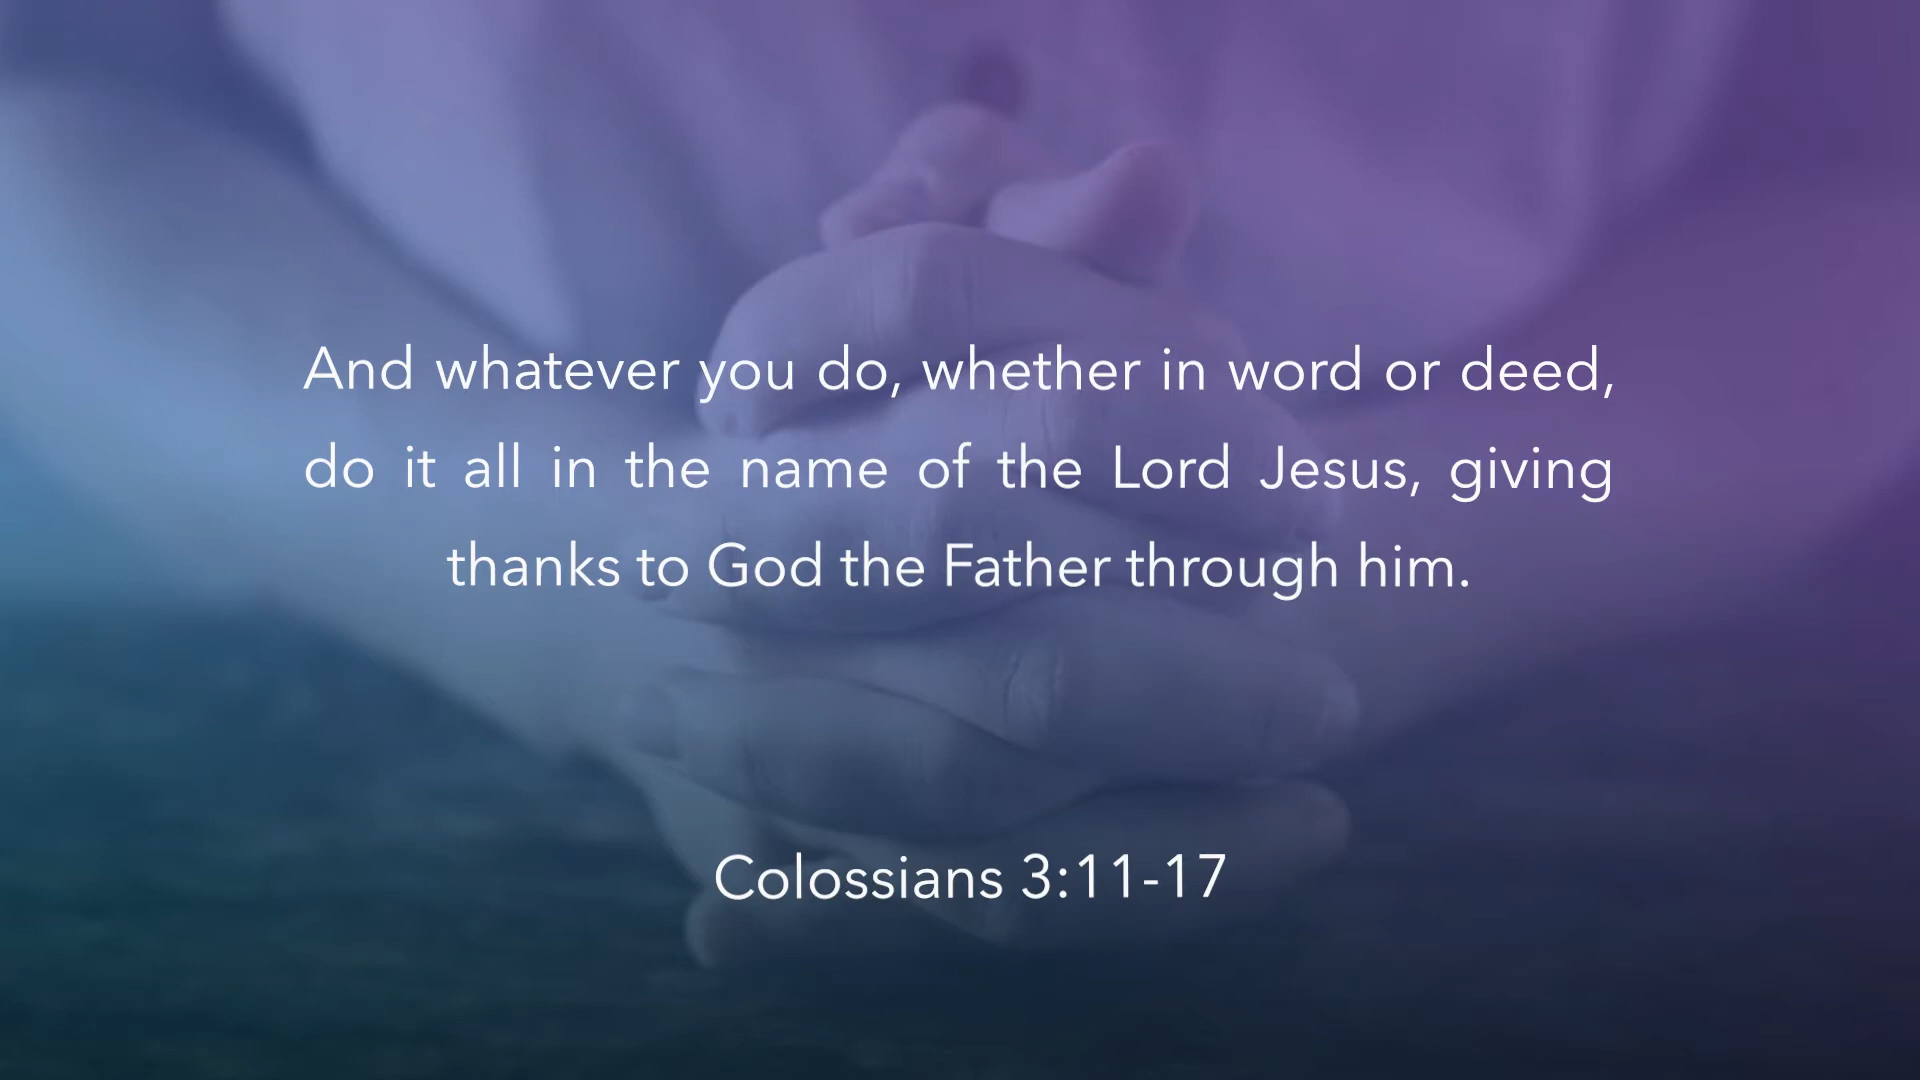 And whatever you do, whether in word or deed,
do it all in the name of the Lord Jesus, giving
thanks to God the Father through him.
Colossians 3:11-17